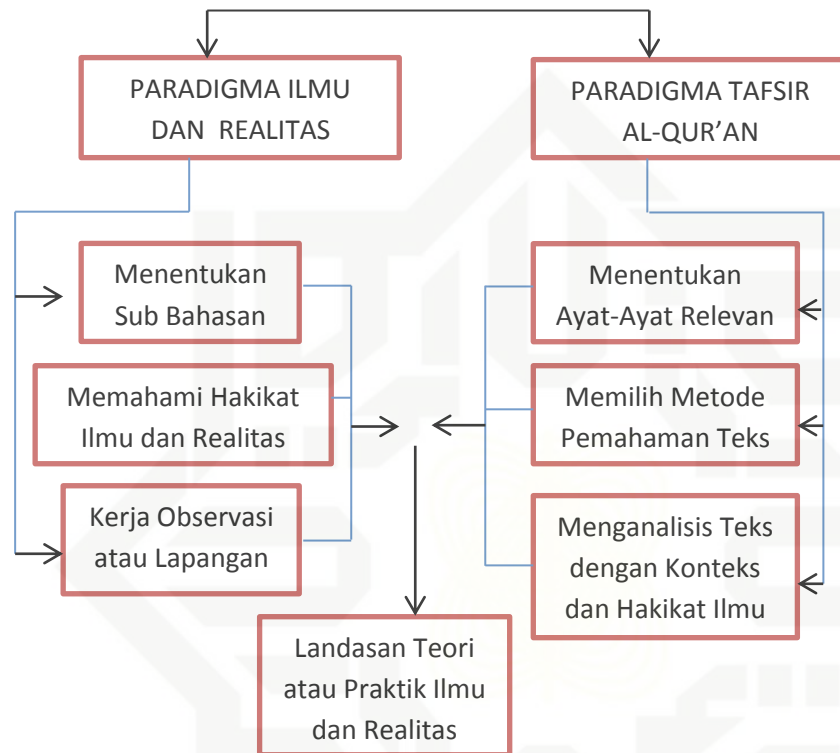 PARADIGMA ILMU
DAN REALITAS
PARADIGMA TAFSIR
AL-QUR’AN
Menentukan
Sub Bahasan
Memahami Hakikat
Ilmu dan Realitas
Kerja Observasi
atau Lapangan
Menentukan
Ayat-Ayat Relevan
Memilih Metode
Pemahaman Teks
Menganalisis Teks
dengan Konteks
dan Hakikat Ilmu
Landasan Teori
atau Praktik Ilmu
dan Realitas